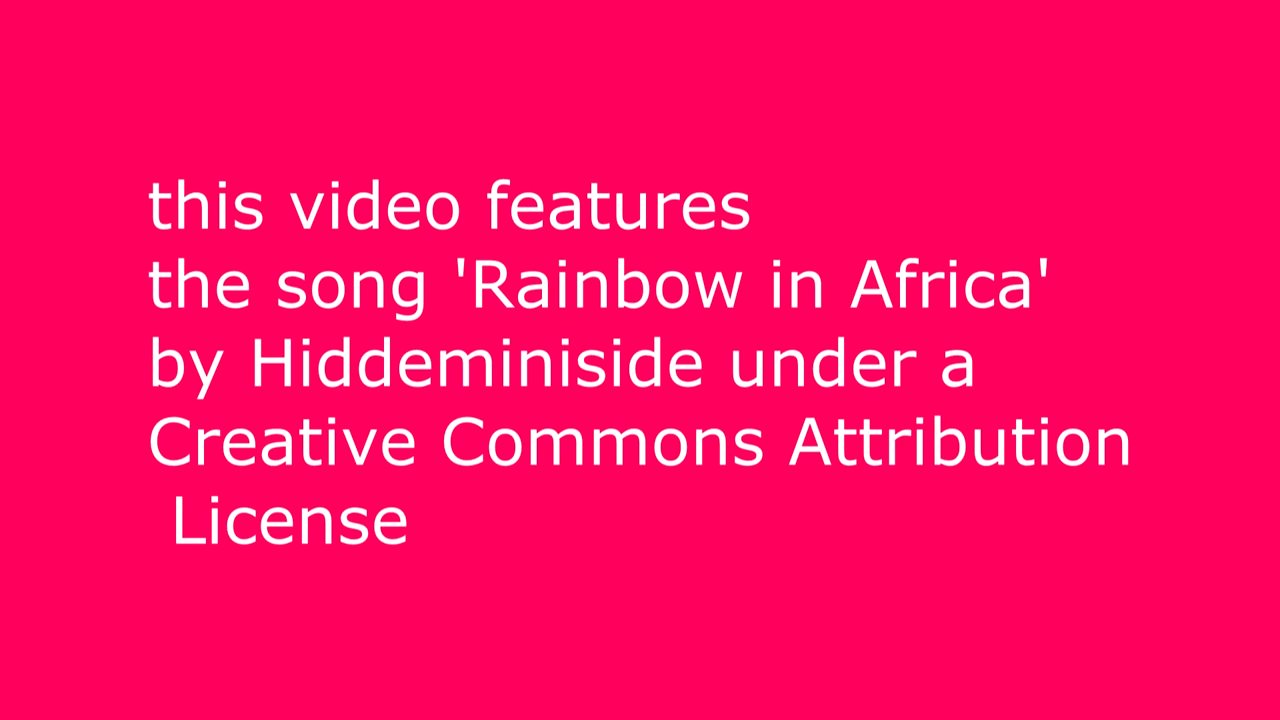 this video features
the song 'Rainbow in Africa'
by Hiddeminiside under a
Creative Commons Attribution
License